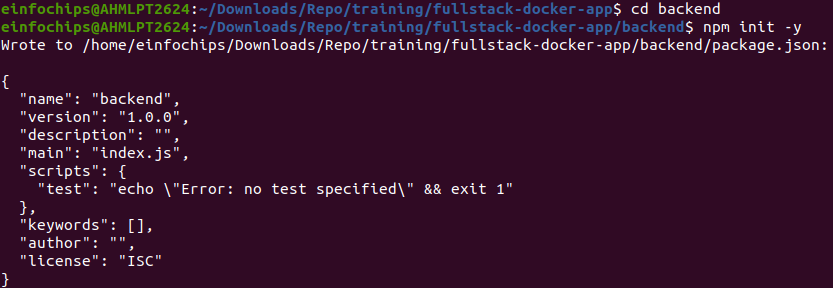 einfochips@AHMLPT2624:~/Downloads/Repo/training/fullstack-docker-app$ cd backend
einfochips@AHMLPT2624:~/Downloads/Repo/training/fullstack-docker-app/backend$ npm init -y
Wrote to /home/einfochips/Downloads/Repo/training/fullstack-docker-app/backend/package.json:

{
  "name": "backend",
  "version": "1.0.0",
  "description": "",
  "main": "index.js",
  "scripts": {
    "test": "echo \"Error: no test specified\" && exit 1"
  },
  "keywords": [],
  "author": "",
  "license": "ISC"
}